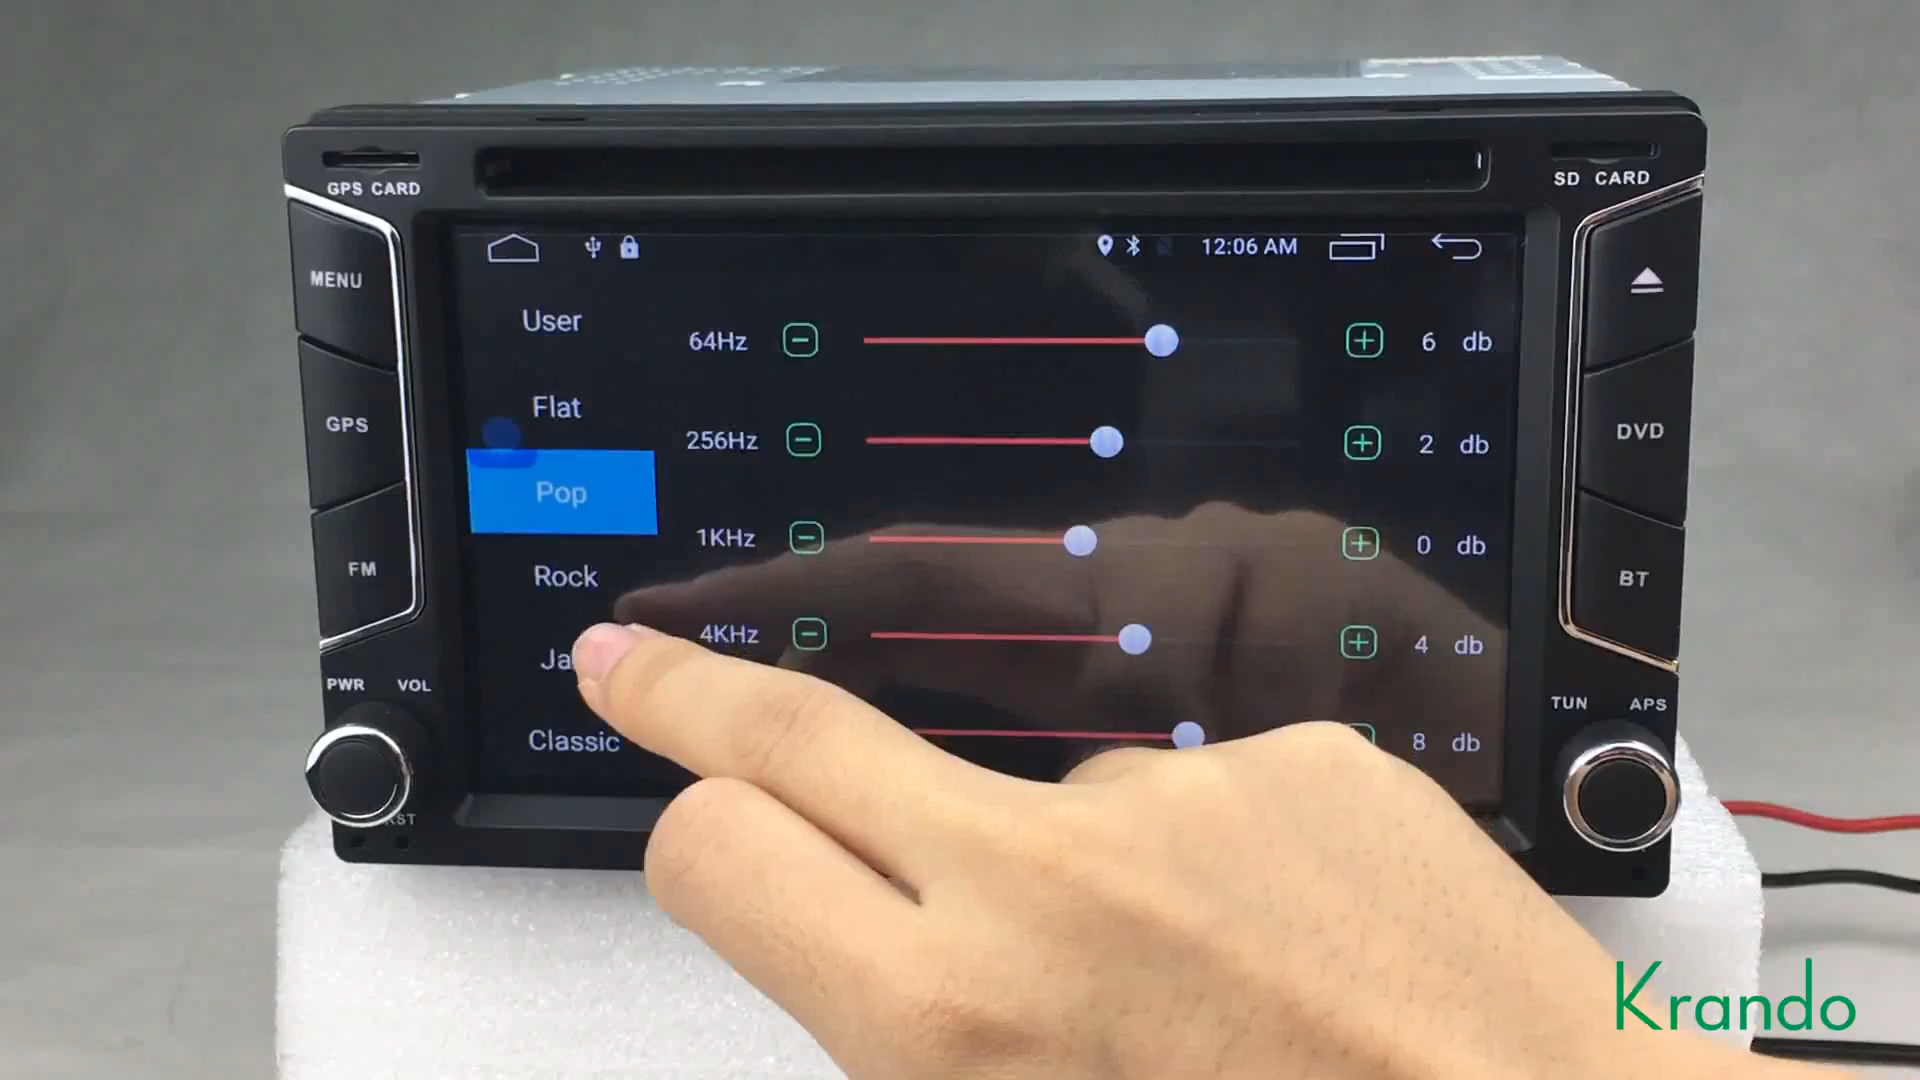 GPS CARD
SD CARD
MENU
12:06 AM
User
64Hz
6 db
GPS
Flat
256Hz
2 db
DVD
Pop
1KHz
0 db
FM
Rock
BT
4KHz
4 db
PWR VOL
TUN APS
Classic
8 db
RST
Krando